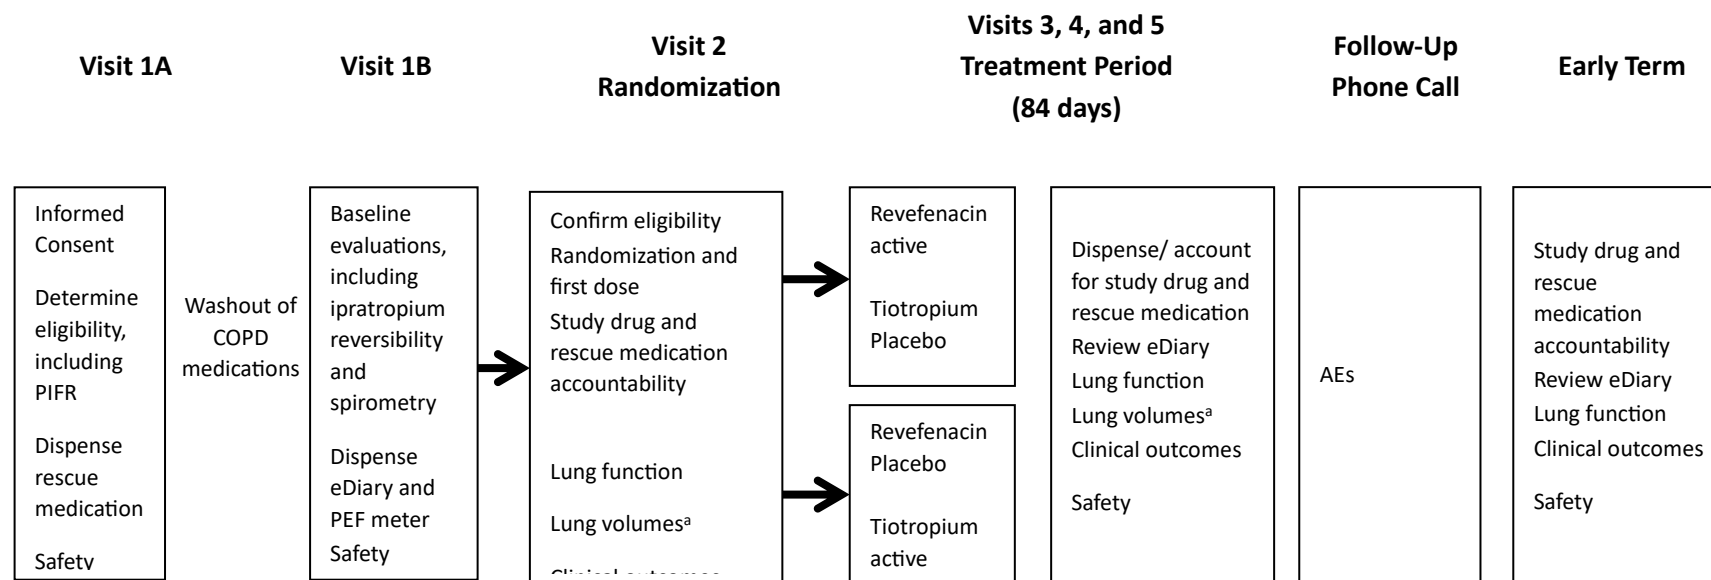 Visit 1A
Visit 1B
Visit 2
Randomization
Visits 3, 4, and 5
Treatment Period
(84 days)
Follow-Up
Phone Call
Early Term
Informed
Consent
Determine
eligibility,
including
PIFR
Dispense
rescue
medication
Safety
Washout of
COPD
medications
Baseline
evaluations,
including
ipratropium
reversibility
and
spirometry
Dispense
eDiary and
PEF meter
Safety
Confirm eligibility
Randomization and
first dose
Study drug and
rescue medication
accountability
Lung function
Lung volumesᵃ
Clinical outcomes
Revefenacin
active
Tiotropium
Placebo
Revefenacin
Placebo
Tiotropium
active
Dispense/ account
for study drug and
rescue medication
Review eDiary
Lung function
Lung volumesᵃ
Clinical outcomes
Safety
AEs
Study drug and
rescue
medication
accountability
Review eDiary
Lung function
Clinical outcomes
Safety